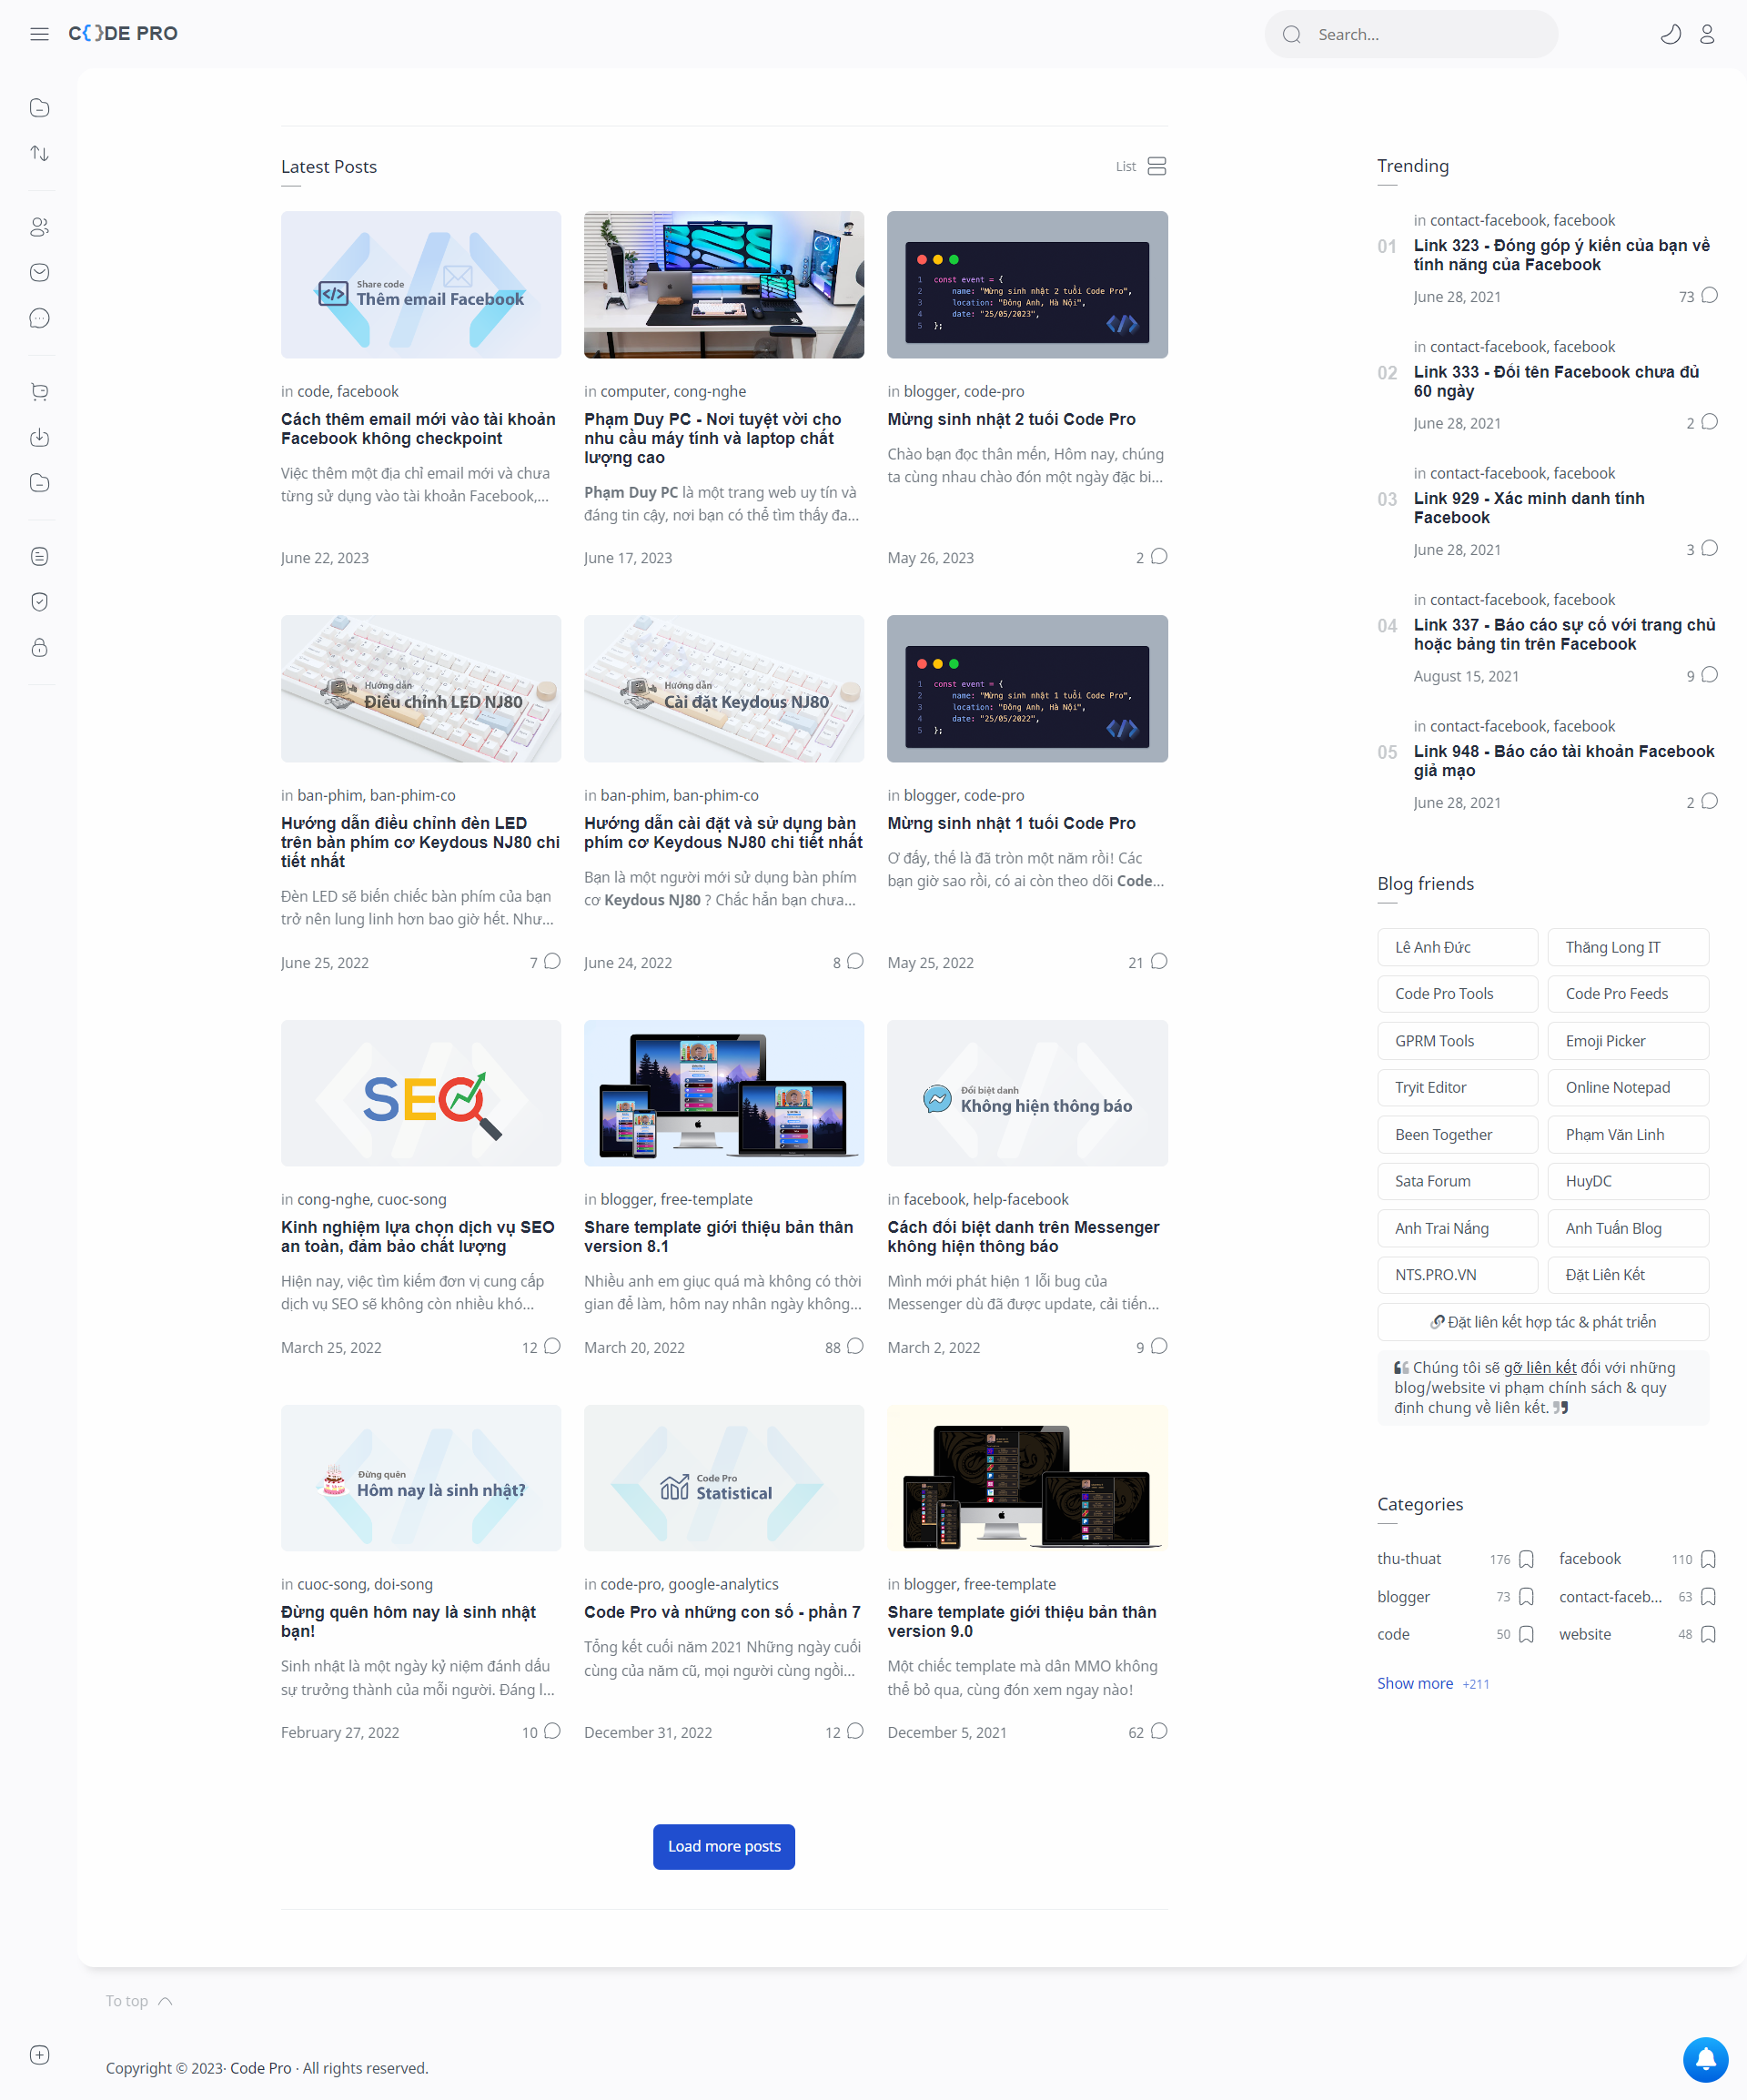 C{ }DE PRO
Search...
Latest Posts
List
Share code
Thêm email Facebook
in code, facebook
Cách thêm email mới vào tài khoản
Facebook không checkpoint
Việc thêm một địa chỉ email mới và chưa
từng sử dụng vào tài khoản Facebook,...
June 22, 2023
in computer, cong-nghe
Phạm Duy PC - Nơi tuyệt vời cho
nhu cầu máy tính và laptop chất
lượng cao
Phạm Duy PC là một trang web uy tín và
đáng tin cậy, nơi bạn có thể tìm thấy đa...
June 17, 2023
1 const event = {
2 name: "Mừng sinh nhật 2 tuổi Code Pro",
3 location: "Đông Anh, Hà Nội",
4 date: "25/05/2023",
5 };
in blogger, code-pro
Mừng sinh nhật 2 tuổi Code Pro
Chào bạn đọc thân mến, Hôm nay, chúng
ta cùng nhau chào đón một ngày đặc bi...
May 26, 2023
2
Hướng dẫn
Điều chỉnh LED NJ80
in ban-phim, ban-phim-co
Hướng dẫn điều chỉnh đèn LED
trên bàn phím cơ Keydous NJ80 chi
tiết nhất
Đèn LED sẽ biến chiếc bàn phím của bạn
trở nên lung linh hơn bao giờ hết. Như...
June 25, 2022
7
Hướng dẫn
Cài đặt Keydous NJ80
in ban-phim, ban-phim-co
Hướng dẫn cài đặt và sử dụng bàn
phím cơ Keydous NJ80 chi tiết nhất
Bạn là một người mới sử dụng bàn phím
cơ Keydous NJ80 ? Chắc hẳn bạn chưa...
June 24, 2022
8
1 const event = {
2 name: "Mừng sinh nhật 1 tuổi Code Pro",
3 location: "Đông Anh, Hà Nội",
4 date: "25/05/2022",
5 };
in blogger, code-pro
Mừng sinh nhật 1 tuổi Code Pro
Ơ đấy, thế là đã tròn một năm rồi! Các
bạn giờ sao rồi, có ai còn theo dõi Code...
May 25, 2022
21
SEO
in cong-nghe, cuoc-song
Kinh nghiệm lựa chọn dịch vụ SEO
an toàn, đảm bảo chất lượng
Hiện nay, việc tìm kiếm đơn vị cung cấp
dịch vụ SEO sẽ không còn nhiều khó...
March 25, 2022
12
in blogger, free-template
Share template giới thiệu bản thân
version 8.1
Nhiều anh em giục quá mà không có thời
gian để làm, hôm nay nhân ngày không...
March 20, 2022
88
Đổi biệt danh
Không hiện thông báo
in facebook, help-facebook
Cách đổi biệt danh trên Messenger
không hiện thông báo
Mình mới phát hiện 1 lỗi bug của
Messenger dù đã được update, cải tiến...
March 2, 2022
9
Đừng quên
Hôm nay là sinh nhật?
in cuoc-song, doi-song
Đừng quên hôm nay là sinh nhật
bạn!
Sinh nhật là một ngày kỷ niệm đánh dấu
sự trưởng thành của mỗi người. Đáng l...
February 27, 2022
10
Code Pro
Statistical
in code-pro, google-analytics
Code Pro và những con số - phần 7
Tổng kết cuối năm 2021 Những ngày cuối
cùng của năm cũ, mọi người cùng ngồi...
December 31, 2022
12
in blogger, free-template
Share template giới thiệu bản thân
version 9.0
Một chiếc template mà dân MMO không
thể bỏ qua, cùng đón xem ngay nào!
December 5, 2021
62
Load more posts
Trending
in contact-facebook, facebook
01
Link 323 - Đóng góp ý kiến của bạn về
tính năng của Facebook
June 28, 2021
73
in contact-facebook, facebook
02
Link 333 - Đổi tên Facebook chưa đủ
60 ngày
June 28, 2021
2
in contact-facebook, facebook
03
Link 929 - Xác minh danh tính
Facebook
June 28, 2021
3
in contact-facebook, facebook
04
Link 337 - Báo cáo sự cố với trang chủ
hoặc bảng tin trên Facebook
August 15, 2021
9
in contact-facebook, facebook
05
Link 948 - Báo cáo tài khoản Facebook
giả mạo
June 28, 2021
2
Blog friends
Lê Anh Đức
Thăng Long IT
Code Pro Tools
Code Pro Feeds
GPRM Tools
Emoji Picker
Tryit Editor
Online Notepad
Been Together
Phạm Văn Linh
Sata Forum
HuyDC
Anh Trai Nắng
Anh Tuấn Blog
NTS.PRO.VN
Đặt Liên Kết
Đặt liên kết hợp tác & phát triển
Chúng tôi sẽ gỡ liên kết đối với những
blog/website vi phạm chính sách & quy
định chung về liên kết.
Categories
thu-thuat 176
facebook 110
blogger 73
contact-faceb... 63
code 50
website 48
Show more +211
To top
Copyright © 2023· Code Pro · All rights reserved.